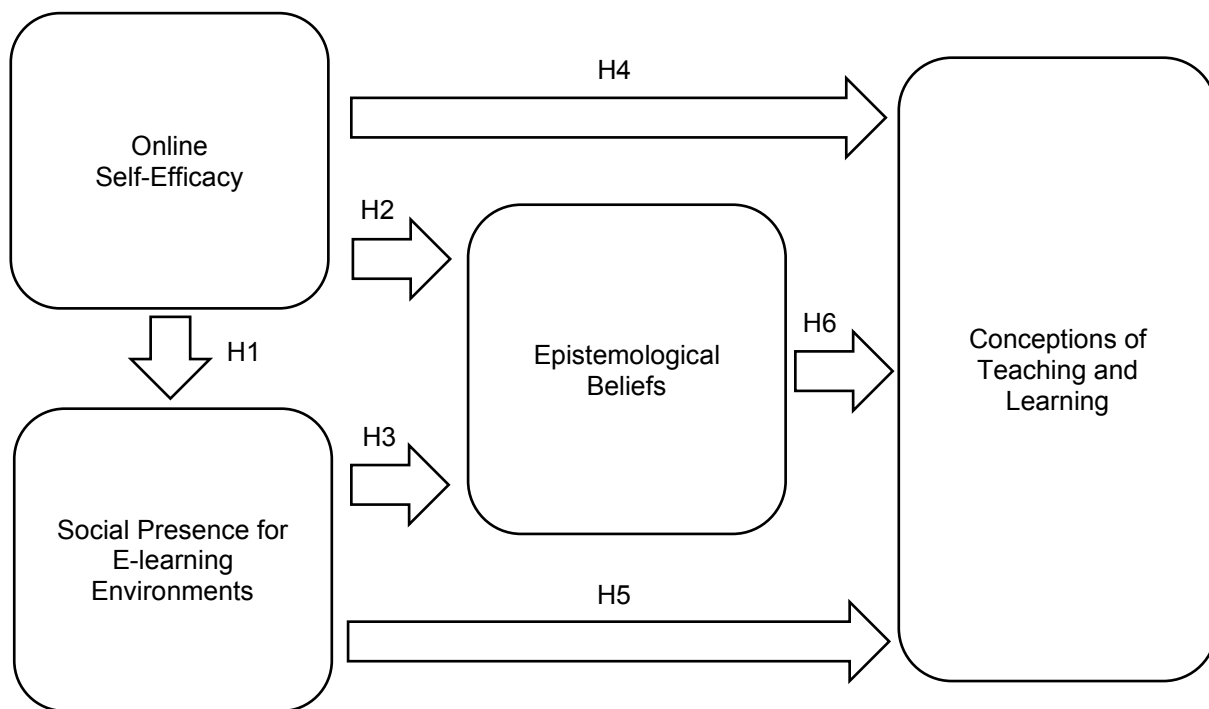 H4
Online
Self-Efficacy
H2
H6
Epistemological
Beliefs
Conceptions of
Teaching and
Learning
H1
H3
Social Presence for
E-learning
Environments
H5